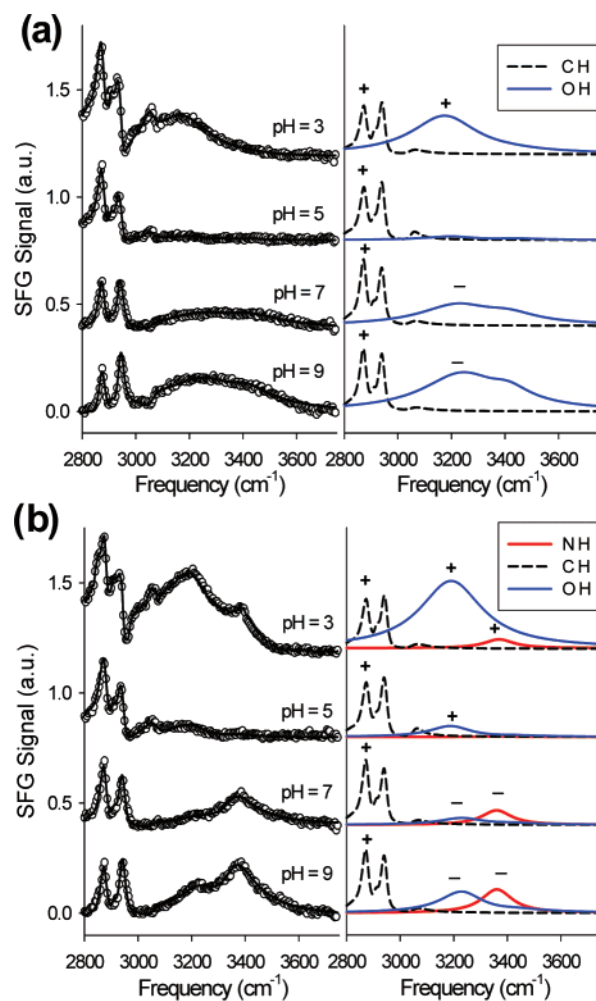 (a)
SFG Signal (a.u.)
1.5
1.0
0.5
0.0
pH = 3
pH = 5
pH = 7
pH = 9
2800 3000 3200 3400 3600
Frequency (cm-1)
CH
OH
+
+
+
+
−
+
−
2800 3000 3200 3400 3600
Frequency (cm-1)
(b)
SFG Signal (a.u.)
1.5
1.0
0.5
0.0
pH = 3
pH = 5
pH = 7
pH = 9
2800 3000 3200 3400 3600
Frequency (cm-1)
NH
CH
OH
+
+
+
+
+
+
−
−
+
−
−
2800 3000 3200 3400 3600
Frequency (cm-1)